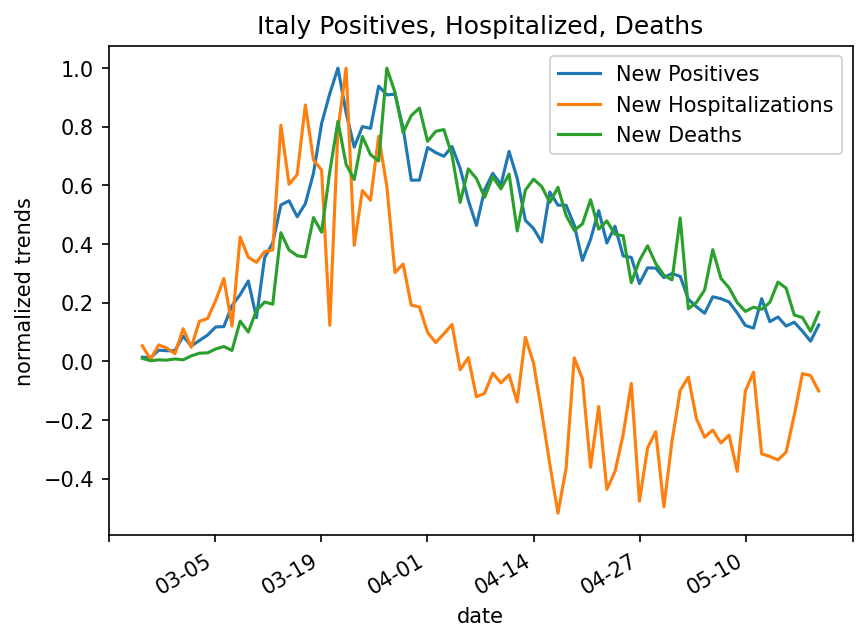 Italy Positives, Hospitalized, Deaths
New Positives
New Hospitalizations
New Deaths
normalized trends
1.0
0.8
0.6
0.4
0.2
0.0
−0.2
−0.4
03-05
03-19
04-01
04-14
04-27
05-10
date